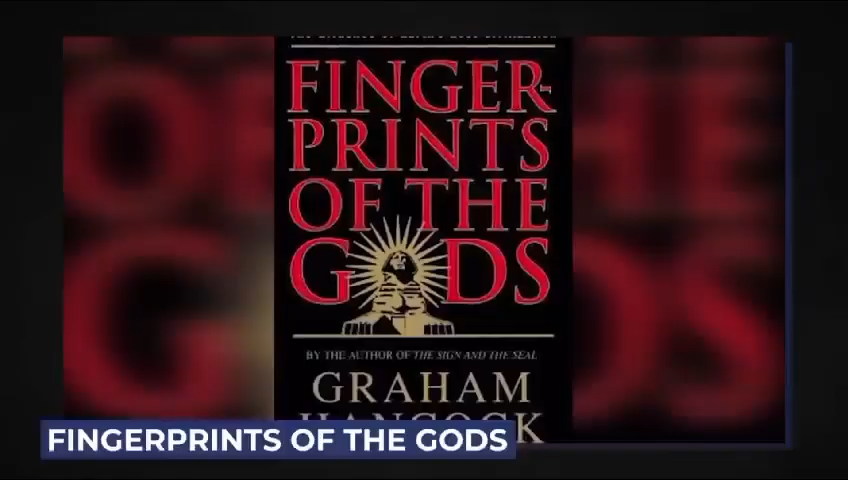 FINGER-
PRINTS
OF THE
GODS
BY THE AUTHOR OF THE SIGN AND THE SEAL
GRAHAM
HANCOCK
FINGERPRINTS OF THE GODS